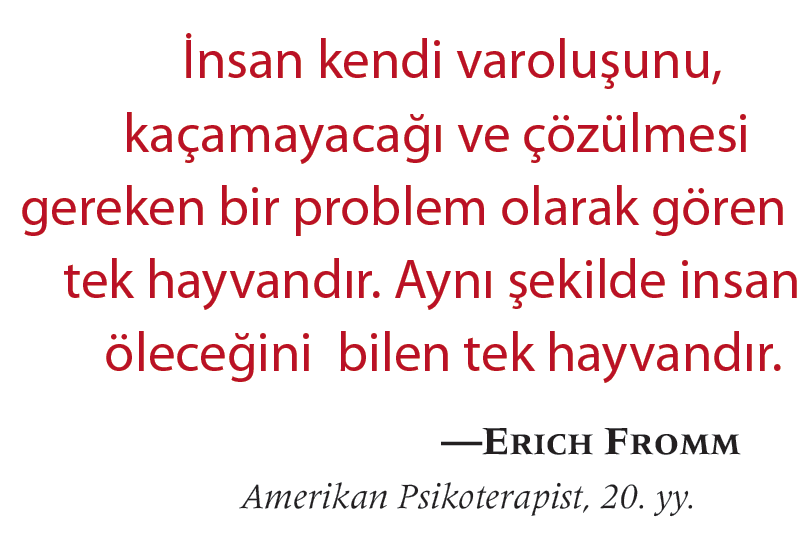 İnsan kendi varoluşunu,
kaçamayacağı ve çözülmesi
gereken bir problem olarak gören
tek hayvandır. Aynı şekilde insan
öleceğini bilen tek hayvandır.
—ERICH FROMM
Amerikan Psikoterapist, 20. yy.